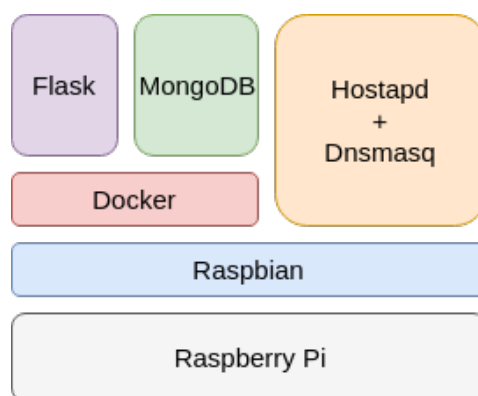 Flask
MongoDB
Hostapd
+
Dnsmasq
Docker
Raspbian
Raspberry Pi